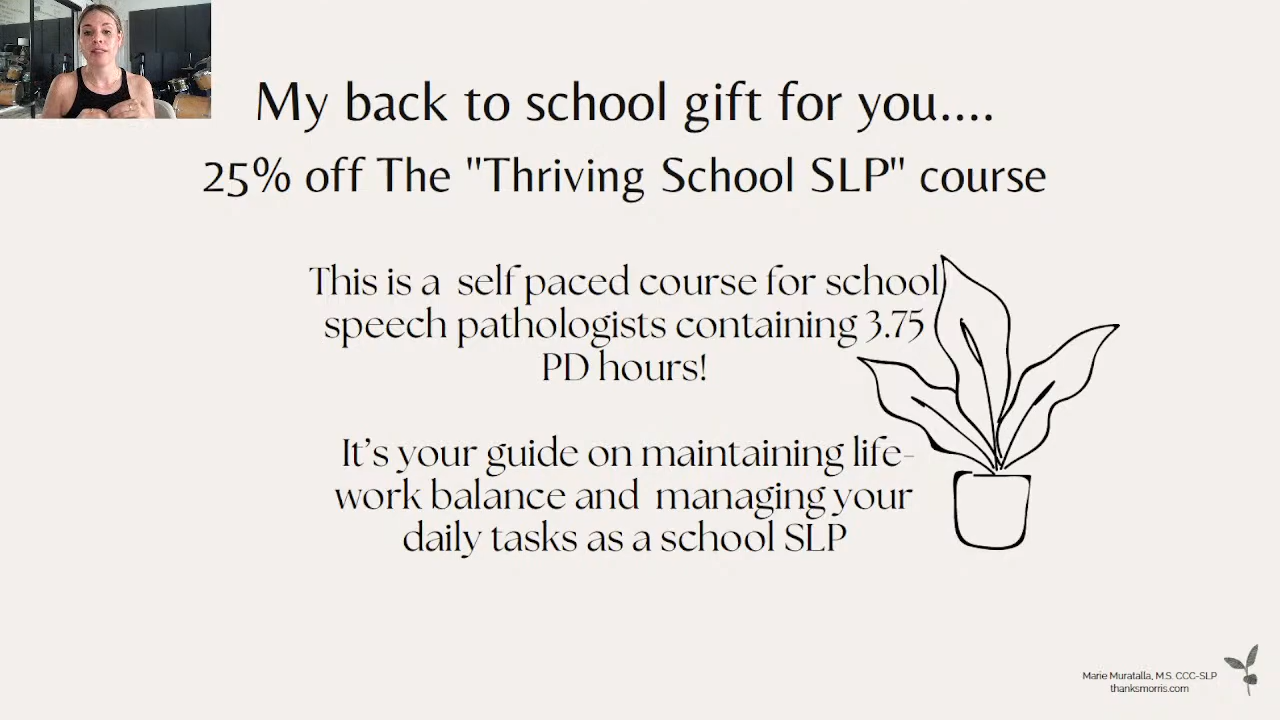 My back to school gift for you....
25% off The "Thriving School SLP" course
This is a self paced course for school
speech pathologists containing 3.75
PD hours!
It's your guide on maintaining life-
work balance and managing your
daily tasks as a school SLP
Marie Muratalla, M.S. CCC-SLP
thanksmorris.com